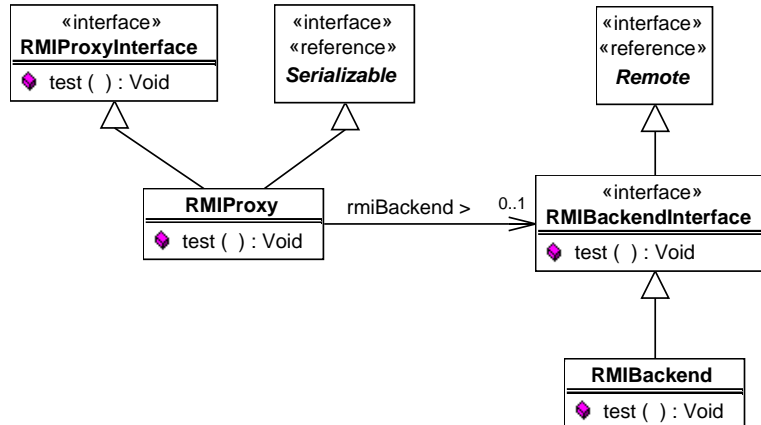 «interface»
RMIProxyInterface
test ( ) : Void
«interface»
«reference»
Serializable
«interface»
«reference»
Remote
RMIProxy
test ( ) : Void
rmiBackend >
0..1
«interface»
RMIBackendInterface
test ( ) : Void
RMIBackend
test ( ) : Void